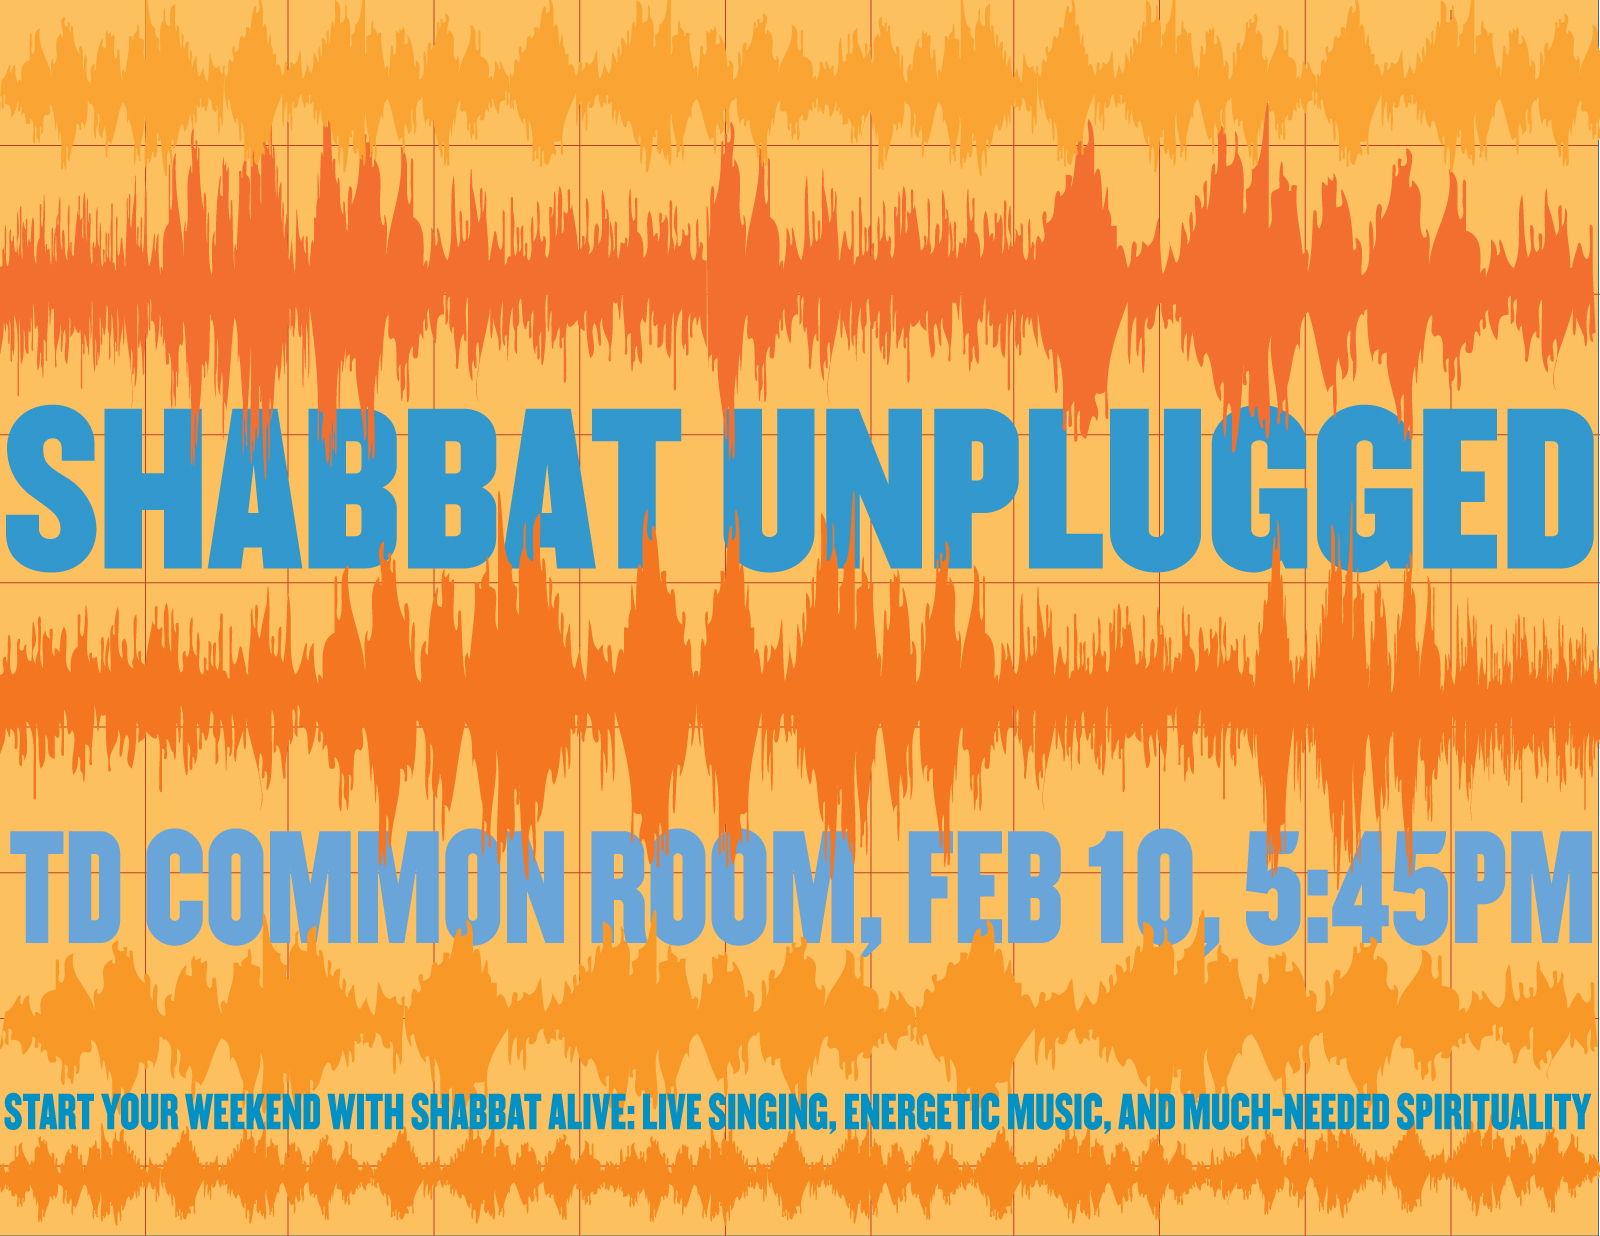 SHABBAT UNPLUGGED
TD COMMON ROOM, FEB 10, 5:45PM
START YOUR WEEKEND WITH SHABBAT ALIVE: LIVE SINGING, ENERGETIC MUSIC, AND MUCH-NEEDED SPIRITUALITY